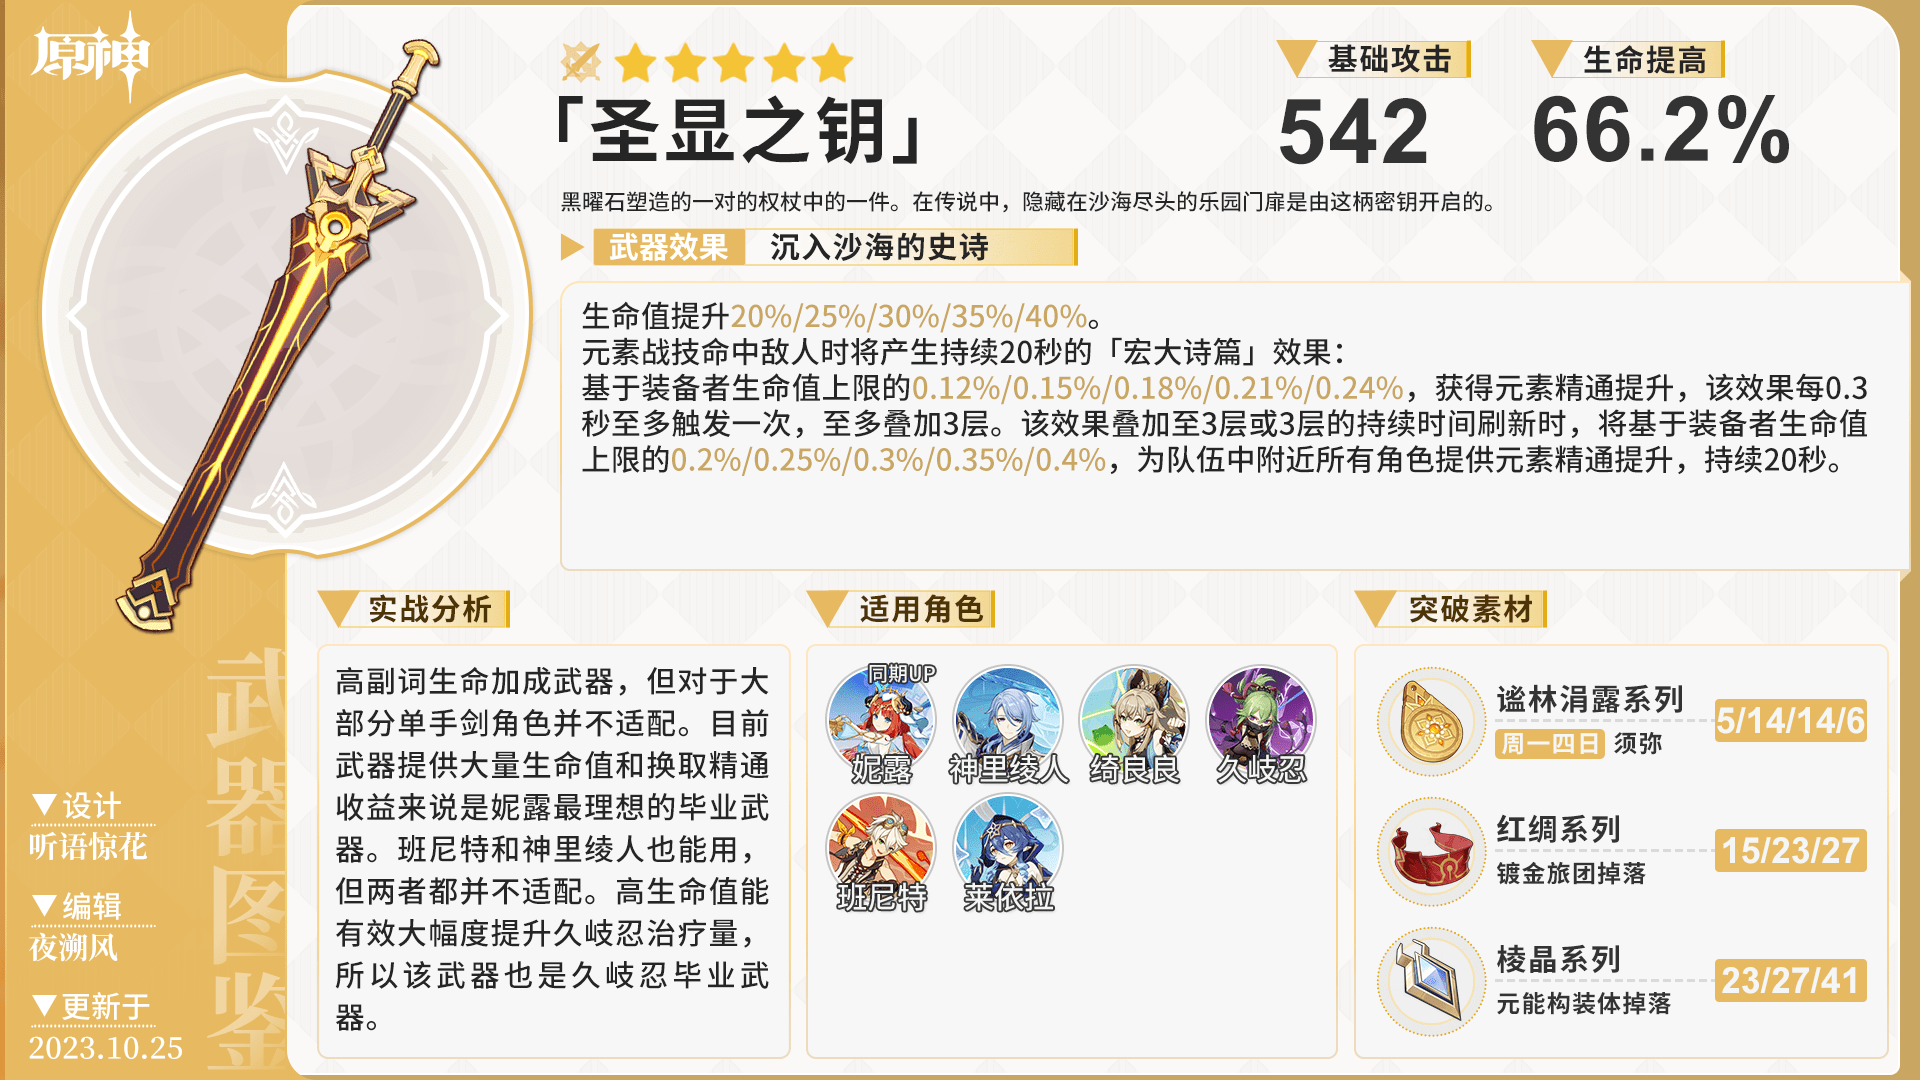 原神
「圣显之钥」
基础攻击
542
生命提高
66.2%
黑曜石塑造的一对的权杖中的一件。在传说中，隐藏在沙海尽头的乐园门扉是由这柄密钥开启的。
武器效果
沉入沙海的史诗
生命值提升20%/25%/30%/35%/40%。
元素战技命中敌人时将产生持续20秒的「宏大诗篇」效果：
基于装备者生命值上限的0.12%/0.15%/0.18%/0.21%/0.24%，获得元素精通提升，该效果每0.3
秒至多触发一次，至多叠加3层。该效果叠加至3层或3层的持续时间刷新时，将基于装备者生命值
上限的0.2%/0.25%/0.3%/0.35%/0.4%，为队伍中附近所有角色提供元素精通提升，持续20秒。
实战分析
高副词生命加成武器，但对于大
部分单手剑角色并不适配。目前
武器提供大量生命值和换取精通
收益来说是妮露最理想的毕业武
器。班尼特和神里绫人也能用，
但两者都并不适配。高生命值能
有效大幅度提升久岐忍治疗量，
所以该武器也是久岐忍毕业武
器。
适用角色
同期UP
妮露
神里绫人
绮良良
久岐忍
班尼特
莱依拉
突破素材
谧林涓露系列
周一四日 须弥
5/14/14/6
红绸系列
镀金旅团掉落
15/23/27
棱晶系列
元能构装体掉落
23/27/41
武器图鉴
▼设计
听语惊花
▼编辑
夜溯风
▼更新于
2023.10.25